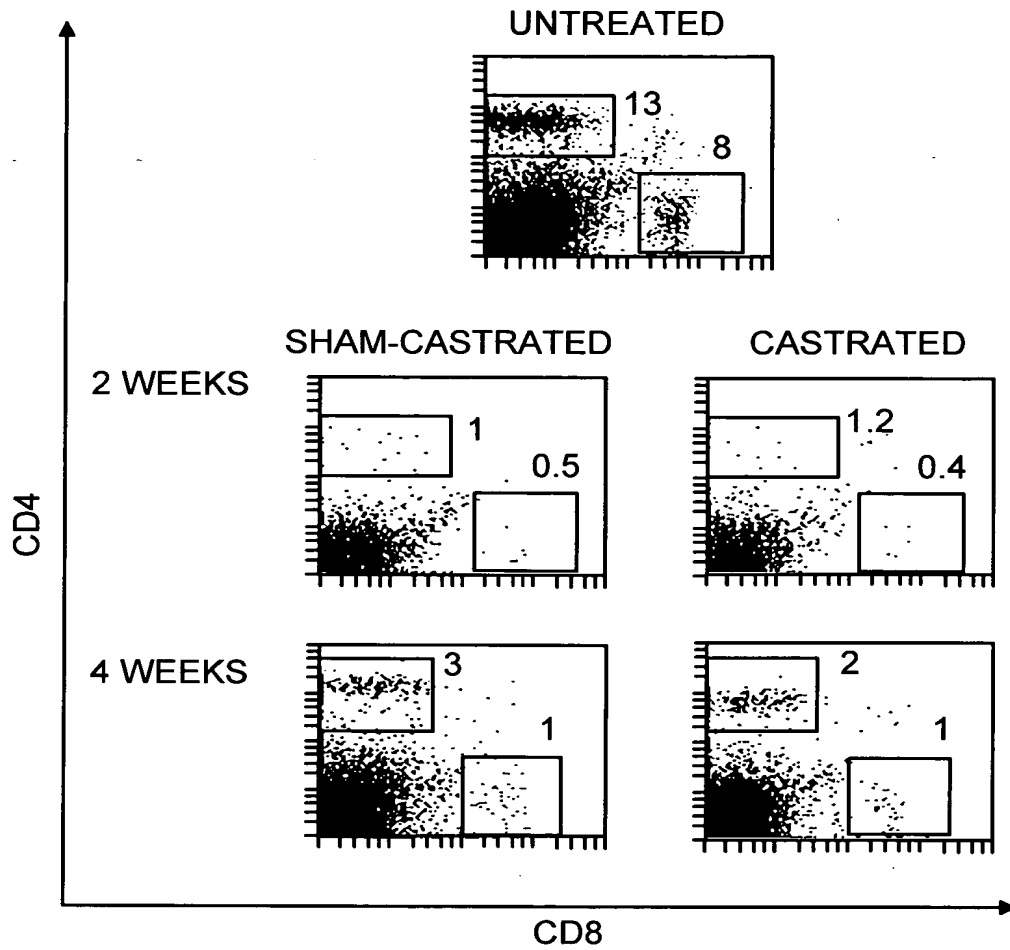 UNTREATED
13
8
SHAM-CASTRATED
CASTRATED
2 WEEKS
1
0.5
1.2
0.4
4 WEEKS
3
1
2
1
CD4
CD8